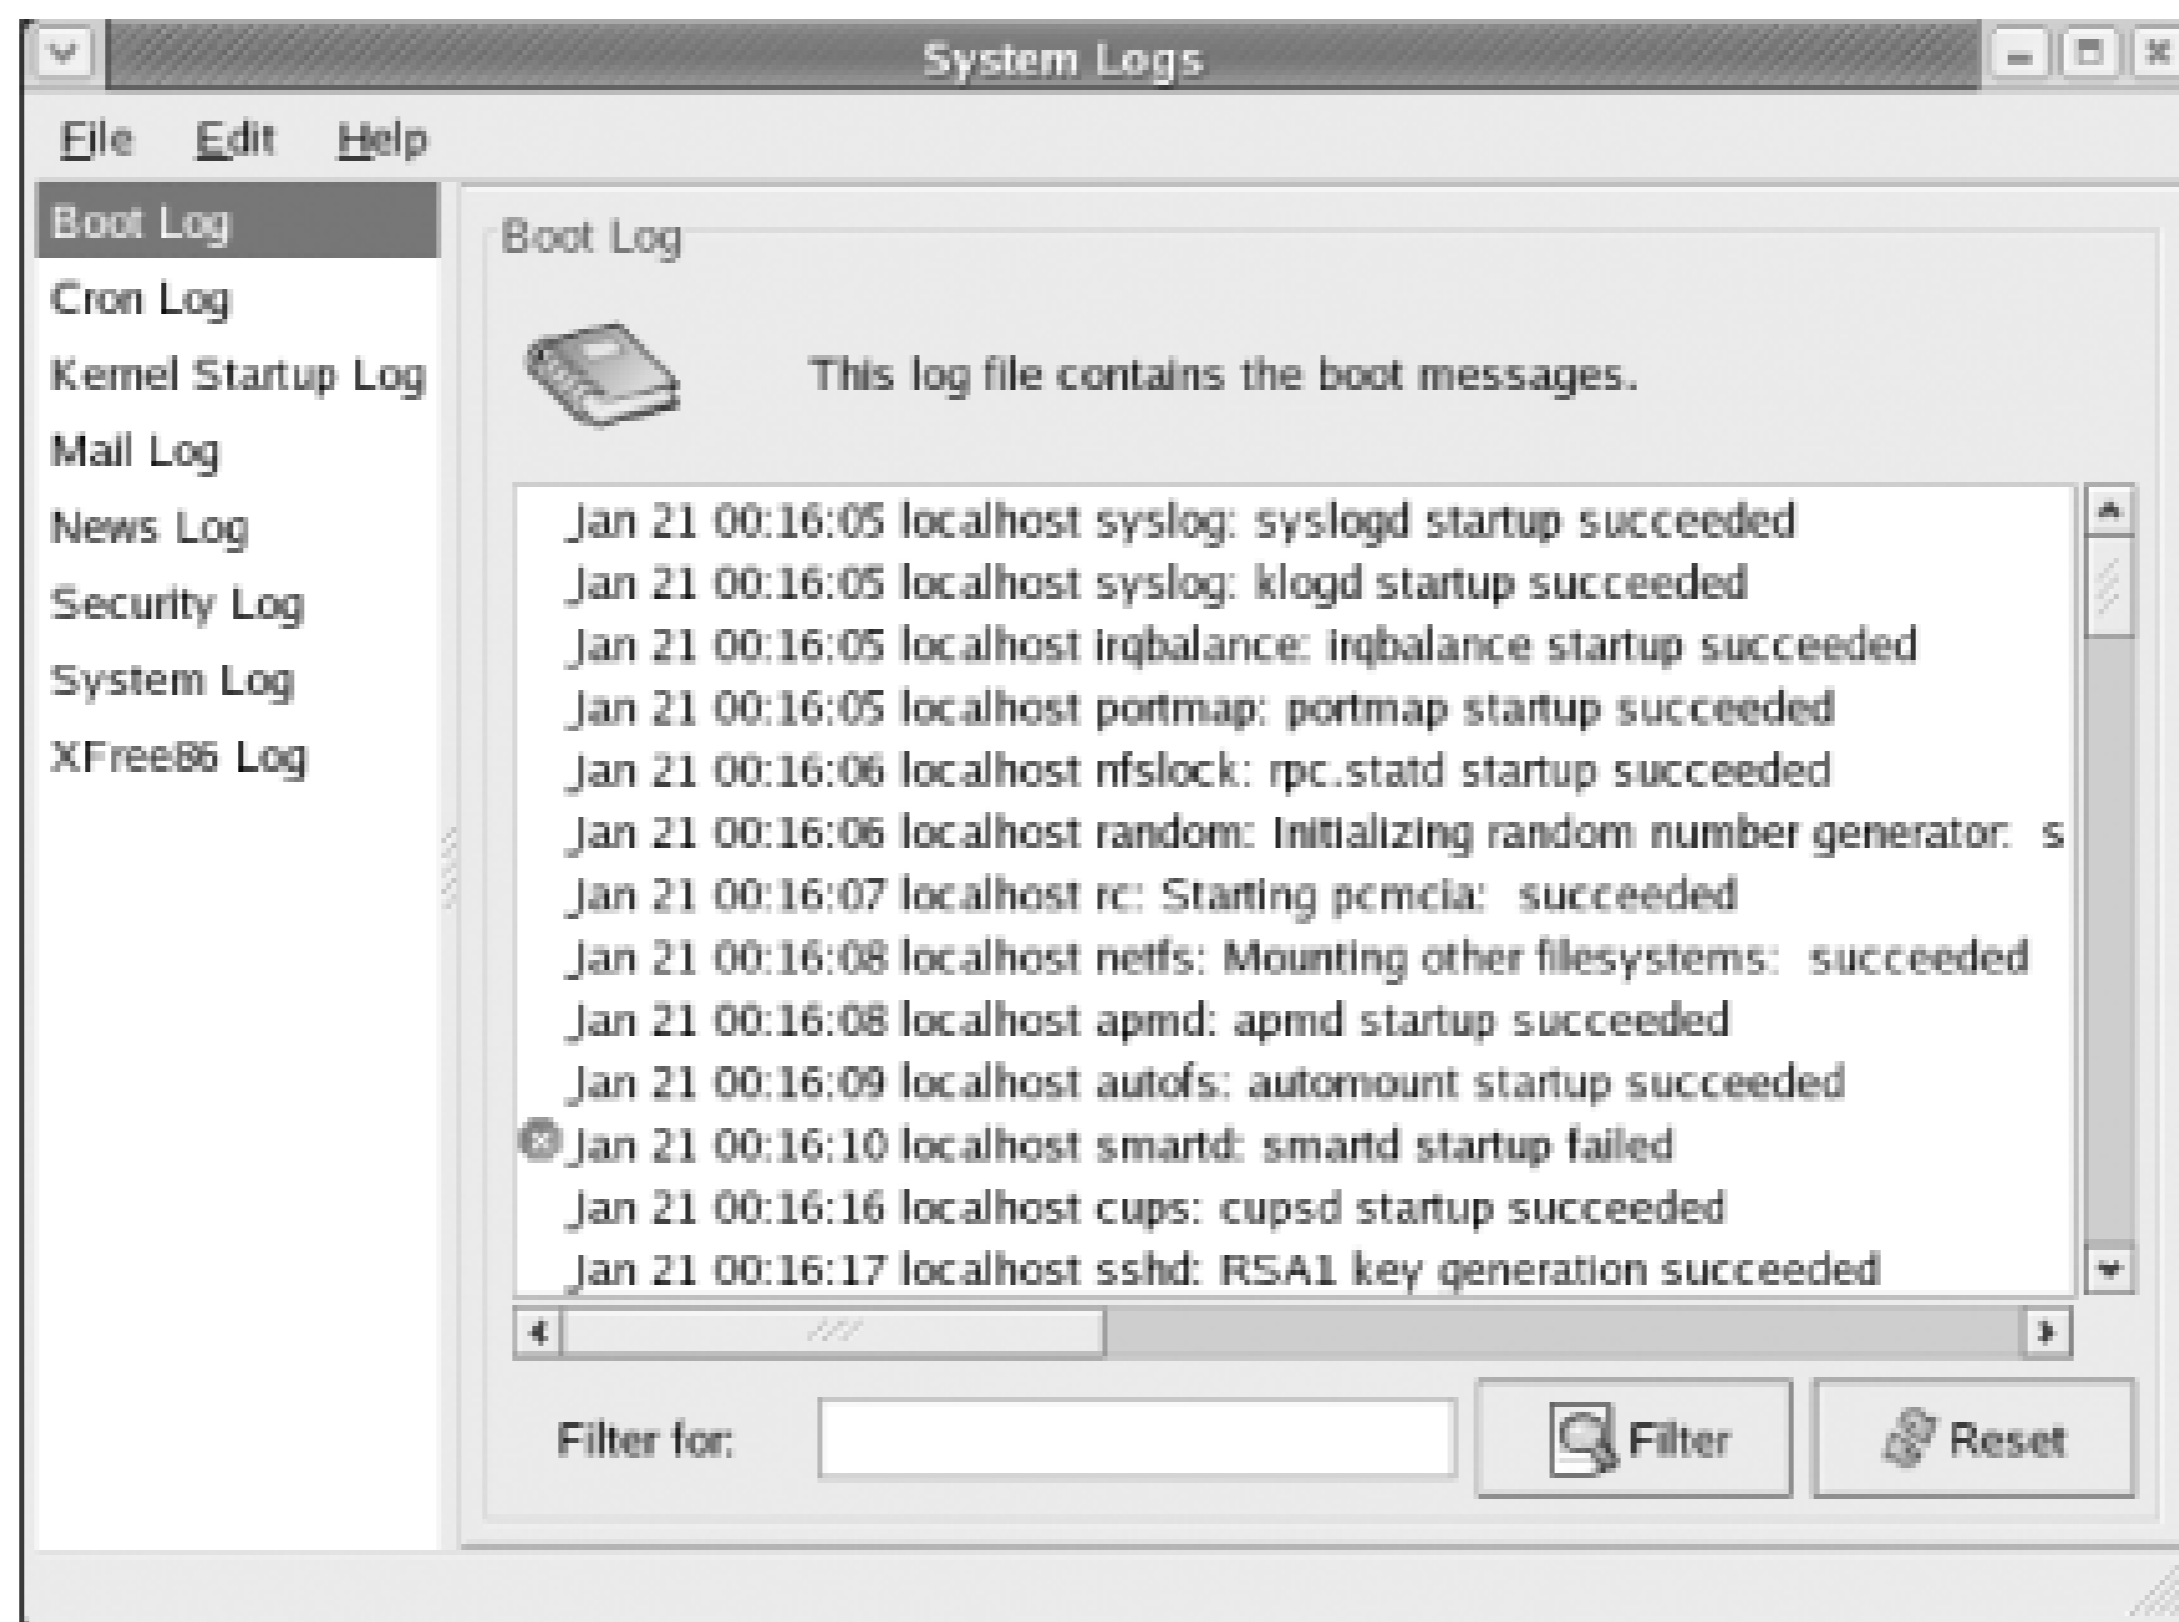 System Logs
File Edit Help
Boot Log
Cron Log
Kernel Startup Log
Mail Log
News Log
Security Log
System Log
XFree86 Log
Boot Log
This log file contains the boot messages.
Jan 21 00:16:05 localhost syslog: syslogd startup succeeded
Jan 21 00:16:05 localhost syslog: klogd startup succeeded
Jan 21 00:16:05 localhost irqbalance: irqbalance startup succeeded
Jan 21 00:16:05 localhost portmap: portmap startup succeeded
Jan 21 00:16:06 localhost nfslock: rpc.statd startup succeeded
Jan 21 00:16:06 localhost random: Initializing random number generator:  s
Jan 21 00:16:07 localhost rc: Starting pcmcia:  succeeded
Jan 21 00:16:08 localhost netfs: Mounting other filesystems:  succeeded
Jan 21 00:16:08 localhost apmd: apmd startup succeeded
Jan 21 00:16:09 localhost autofs: automount startup succeeded
Jan 21 00:16:10 localhost smartd: smartd startup failed
Jan 21 00:16:16 localhost cups: cupsd startup succeeded
Jan 21 00:16:17 localhost sshd: RSA1 key generation succeeded
Filter for: Filter Reset